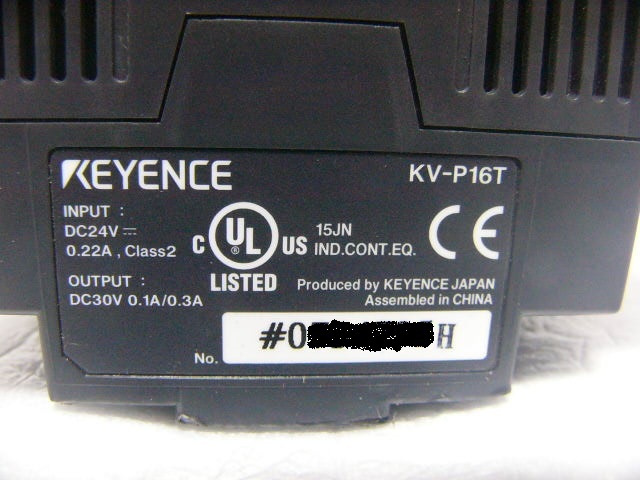 KEYENCE
KV-P16T
INPUT :
DC24V ⎓
0.22A , Class2
OUTPUT :
DC30V 0.1A/0.3A
C UL ® US
LISTED
15JN
IND.CONT.EQ.
CE
Produced by KEYENCE JAPAN
Assembled in CHINA
No.
#0 H